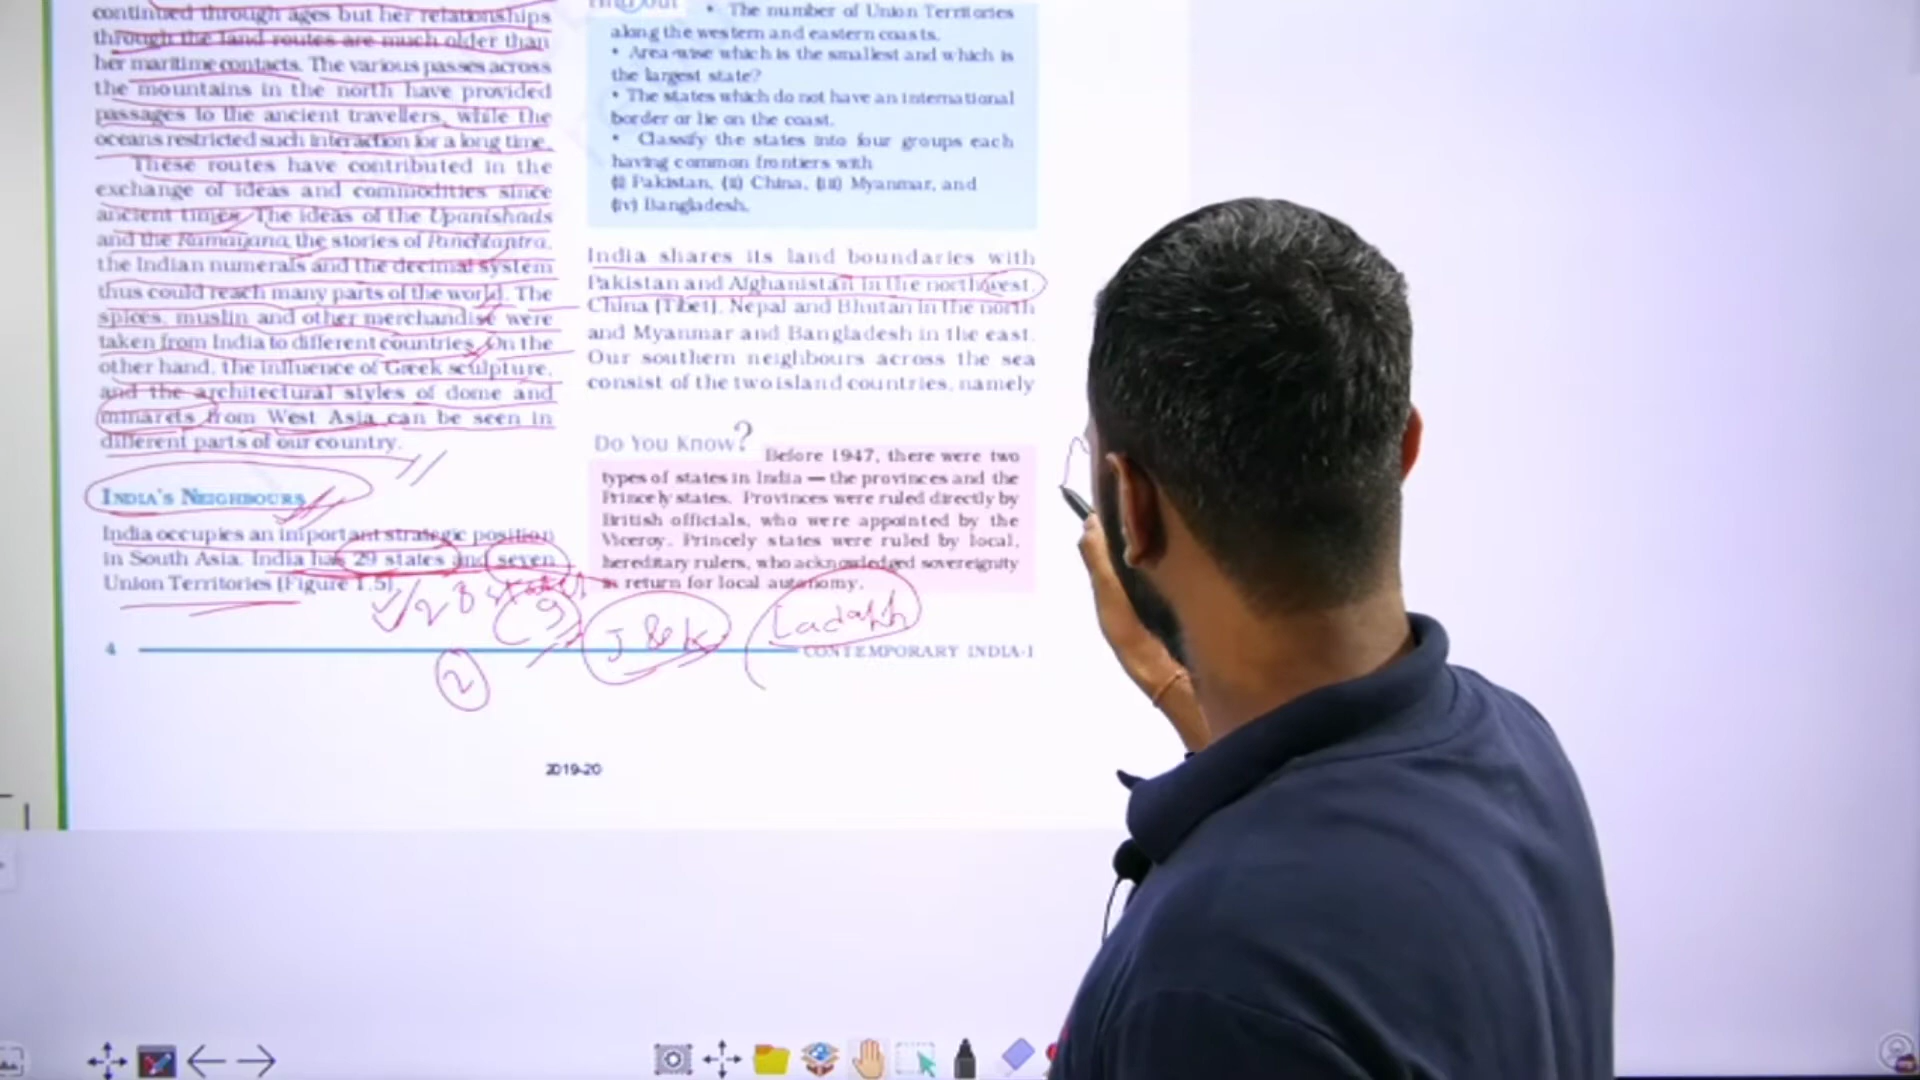 continued through ages but her relationships
through the land routes are much older than
her maritime contacts. The various passes across
the mountains in the north have provided
passages to the ancient travellers, while the
oceans restricted such interaction for a long time.
These routes have contributed in the
exchange of ideas and commodities since
ancient times. The ideas of the Upanishads
and the Ramayana, the stories of Panchtantra,
the Indian numerals and the decimal system
thus could reach many parts of the world. The
spices, muslin and other merchandise were
taken from India to different countries. On the
other hand, the influence of Greek sculpture,
and the architectural styles of dome and
minarets from West Asia can be seen in
different parts of our country.
INDIA'S NEIGHBOURS
India occupies an important strategic position
in South Asia. India has 29 states and seven
Union Territories (Figure 1.5)
28 states
9
J & K
Ladakh
2
Find out
• The number of Union Territories
along the western and eastern coasts.
• Area-wise which is the smallest and which is
the largest state?
• The states which do not have an international
border or lie on the coast.
• Classify the states into four groups each
having common frontiers with
(i) Pakistan, (ii) China, (iii) Myanmar, and
(iv) Bangladesh.
India shares its land boundaries with
Pakistan and Afghanistan in the northwest,
China (Tibet), Nepal and Bhutan in the north
and Myanmar and Bangladesh in the east.
Our southern neighbours across the sea
consist of the two island countries, namely
Do You Know?
Before 1947, there were two
types of states in India — the provinces and the
Princely states. Provinces were ruled directly by
British officials, who were appointed by the
Viceroy. Princely states were ruled by local,
hereditary rulers, who acknowledged sovereignity
in return for local autonomy.
4
CONTEMPORARY INDIA-I
2019-20